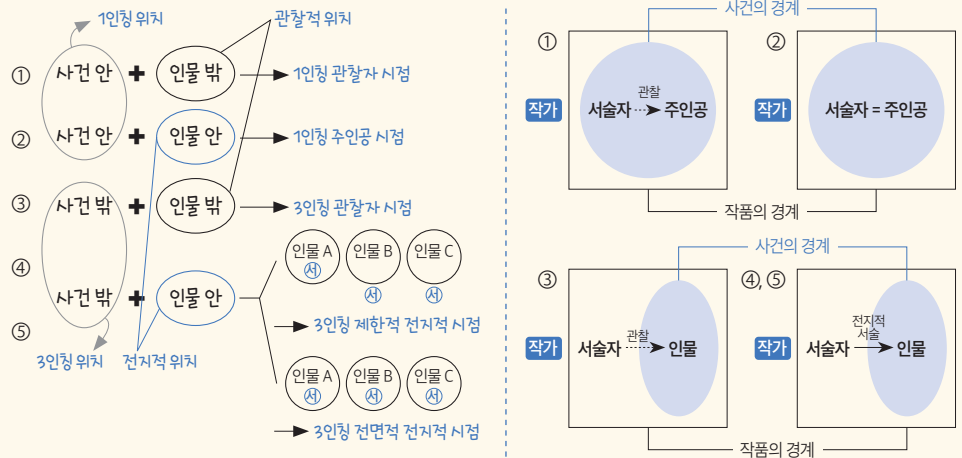 1인칭 위치
관찰적 위치
① 사건 안 + 인물 밖 → 1인칭 관찰자 시점
② 사건 안 + 인물 안 → 1인칭 주인공 시점
③ 사건 밖 + 인물 밖 → 3인칭 관찰자 시점
④
사건 밖 + 인물 안
⑤
인물 A 인물 B 인물 C
서 서 서
→ 3인칭 제한적 전지적 시점
3인칭 위치 전지적 위치
인물 A 인물 B 인물 C
서 서 서
→ 3인칭 전면적 전지적 시점
사건의 경계
① ②
관찰
작가 서술자 → 주인공
작가 서술자 = 주인공
작품의 경계
사건의 경계
③ ④, ⑤
관찰
작가 서술자 → 인물
전지적
서술
작가 서술자 → 인물
작품의 경계